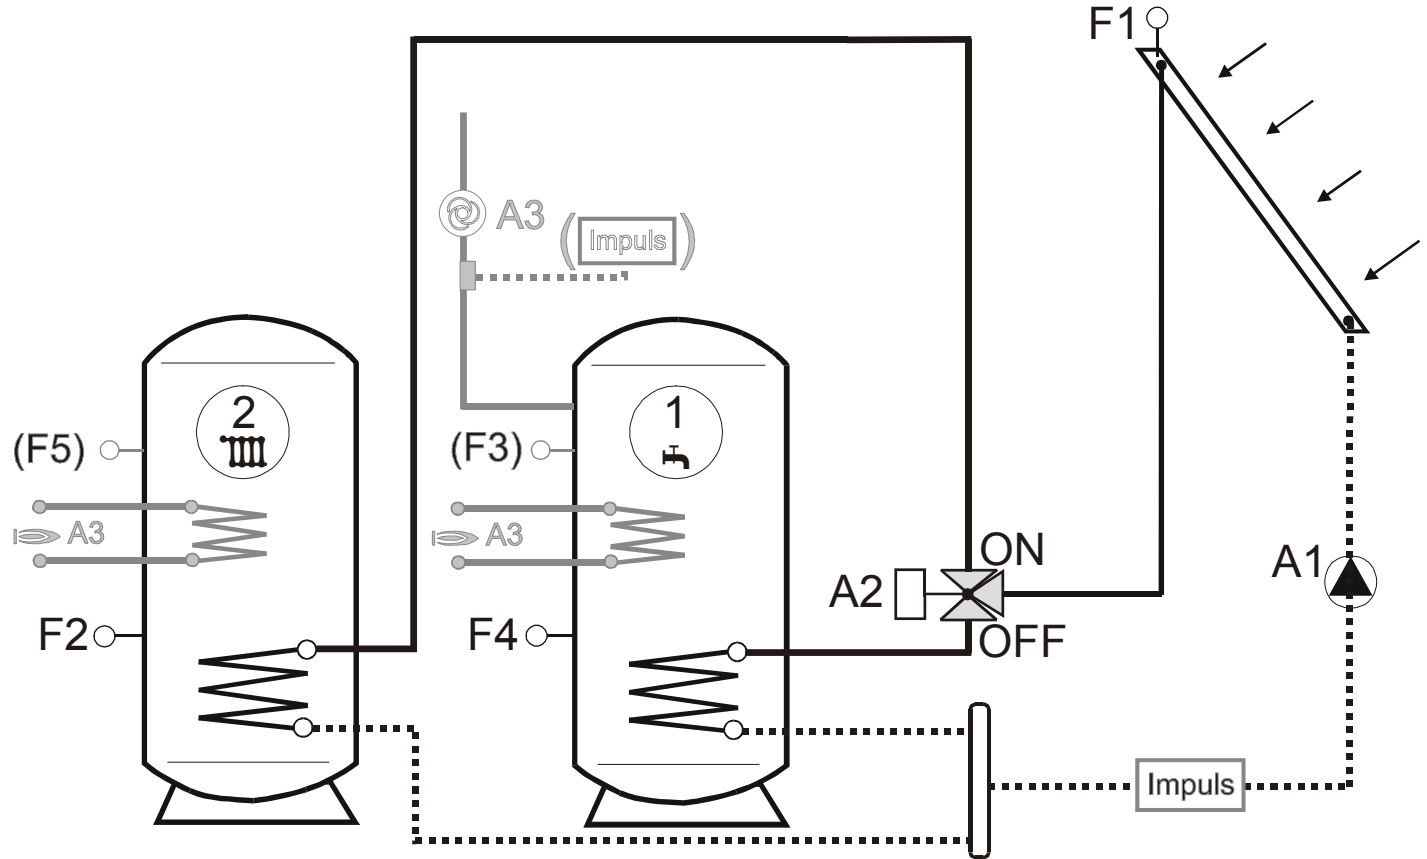 F1
A3
(Impuls)
2
1
(F5)
(F3)
A3
A3
ON
A2
A1
F2
F4
OFF
Impuls